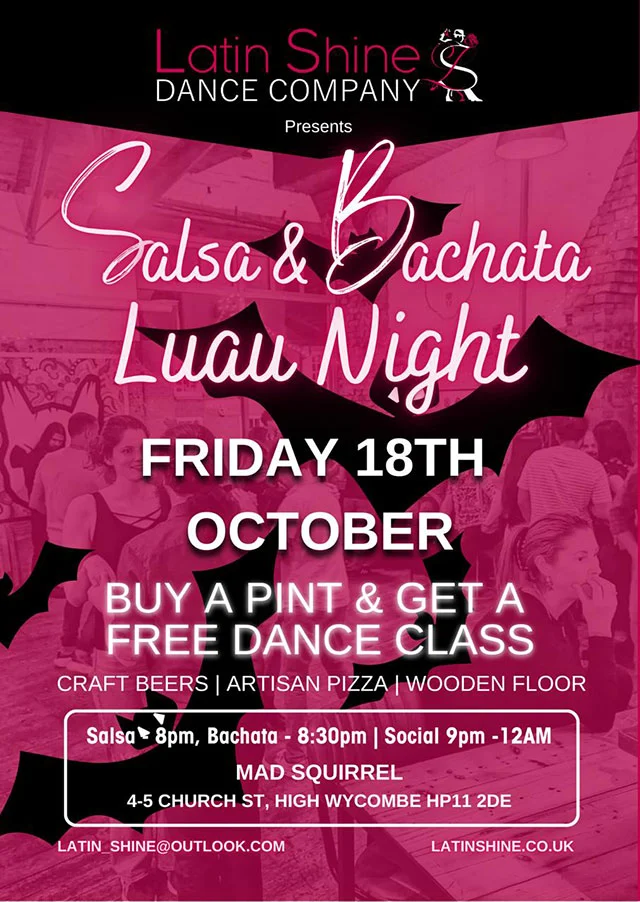 Latin Shine
DANCE COMPANY
Presents
Salsa & Bachata
Luau Night
FRIDAY 18TH
OCTOBER
BUY A PINT & GET A
FREE DANCE CLASS
CRAFT BEERS | ARTISAN PIZZA | WOODEN FLOOR
Salsa - 8pm, Bachata - 8:30pm | Social 9pm -12AM
MAD SQUIRREL
4-5 CHURCH ST, HIGH WYCOMBE HP11 2DE
LATIN_SHINE@OUTLOOK.COM
LATINSHINE.CO.UK